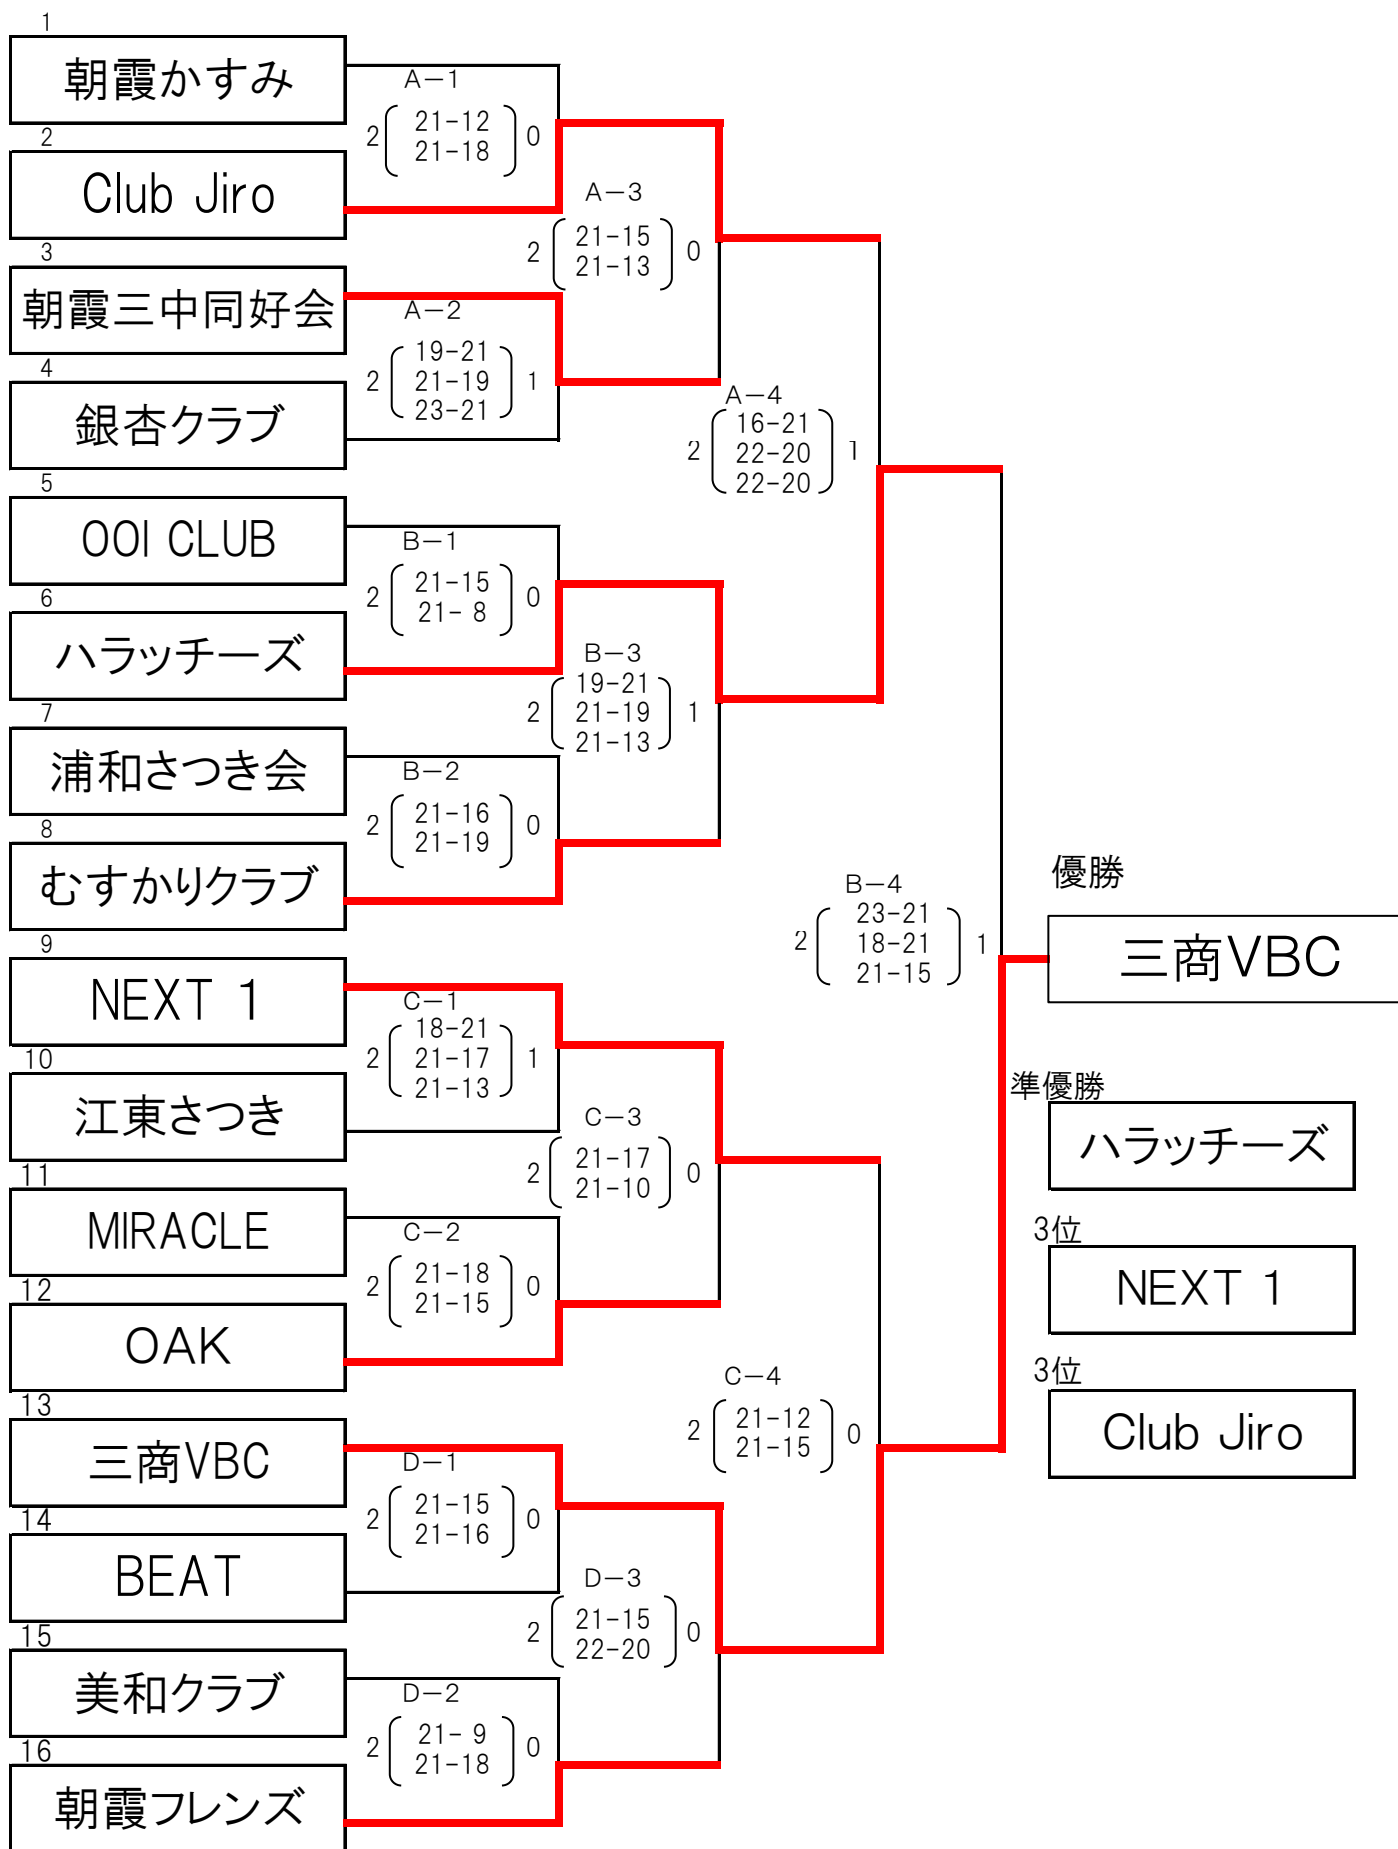 1
朝霞かすみ
A－1
2 21-12 0
21-18
2
Club Jiro
A－3
2 21-15 0
21-13
3
朝霞三中同好会
A－2
19-21
2 21-19 1
23-21
4
銀杏クラブ
A－4
16-21
2 22-20 1
22-20
5
OOI CLUB
B－1
2 21-15 0
21- 8
6
ハラッチーズ
B－3
19-21
2 21-19 1
21-13
7
浦和さつき会
B－2
2 21-16 0
21-19
8
むすかりクラブ
B－4
23-21
2 18-21 1
21-15
優勝
三商VBC
9
NEXT 1
C－1
18-21
2 21-17 1
21-13
10
江東さつき
C－3
2 21-17 0
21-10
準優勝
ハラッチーズ
11
MIRACLE
C－2
2 21-18 0
21-15
3位
NEXT 1
12
OAK
C－4
2 21-12 0
21-15
3位
Club Jiro
13
三商VBC
D－1
2 21-15 0
21-16
14
BEAT
D－3
2 21-15 0
22-20
15
美和クラブ
D－2
2 21- 9 0
21-18
16
朝霞フレンズ